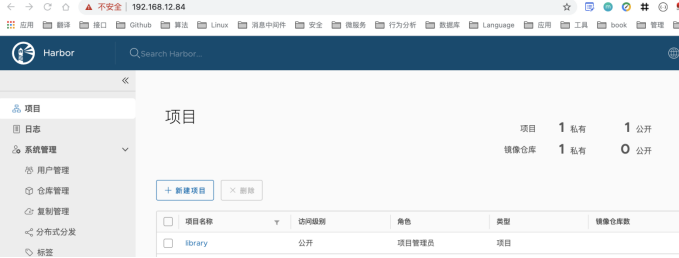 不安全 | 192.168.12.84
应用 翻译 接口 Github 算法 Linux 消息中间件 安全 微服务 行为分析 数据库 Language 应用 工具 book 管理
Harbor Search Harbor...
项目
日志
系统管理
用户管理
仓库管理
复制管理
分布式分发
标签
项目
项目 1 私有 1 公开
镜像仓库 1 私有 0 公开
+ 新建项目 × 删除
项目名称 访问级别 角色 类型 镜像仓库数
library 公开 项目管理员 项目